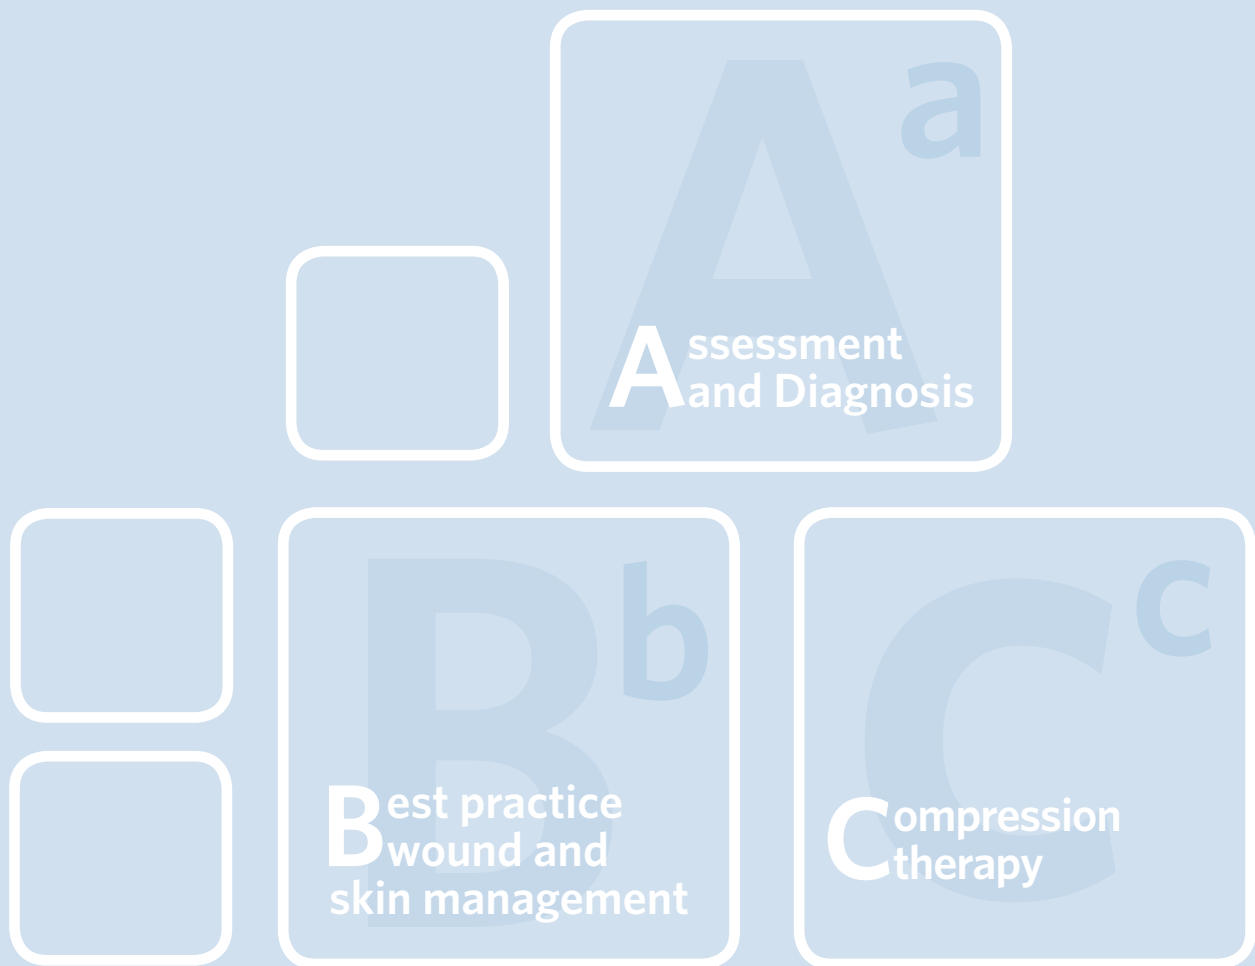 A a
Assessment
and Diagnosis
B b
Best practice
wound and
skin management
C c
Compression
therapy